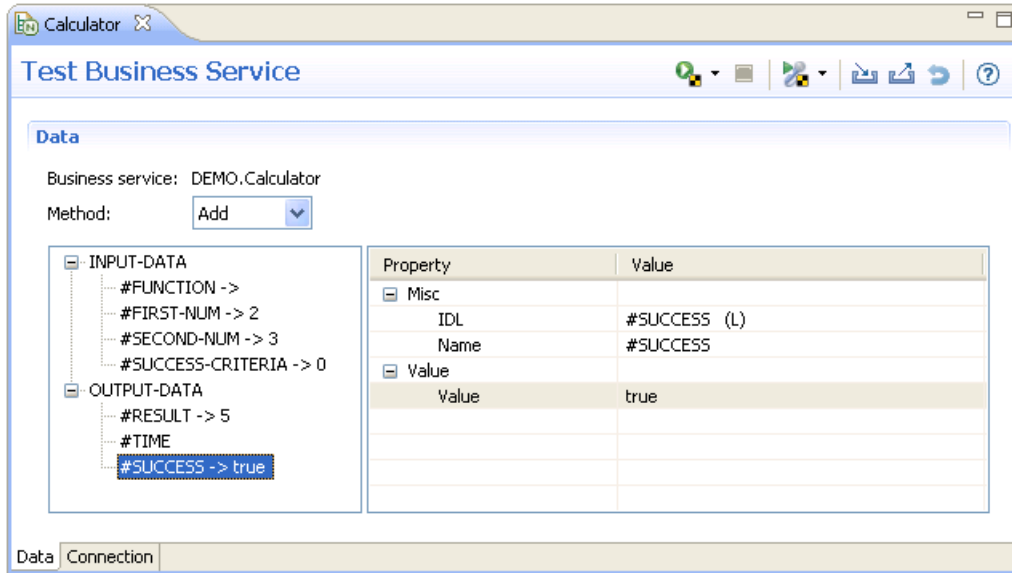 Calculator
Test Business Service
Data
Business service: DEMO.Calculator
Method: Add
INPUT-DATA
#FUNCTION ->
#FIRST-NUM -> 2
#SECOND-NUM -> 3
#SUCCESS-CRITERIA -> 0
OUTPUT-DATA
#RESULT -> 5
#TIME
#SUCCESS -> true
Property Value
Misc
IDL #SUCCESS (L)
Name #SUCCESS
Value
Value true
Data Connection